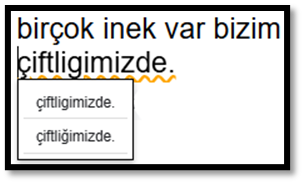 birçok inek var bizim
çiftligimizde.
çiftligimizde.
çiftliğimizde.